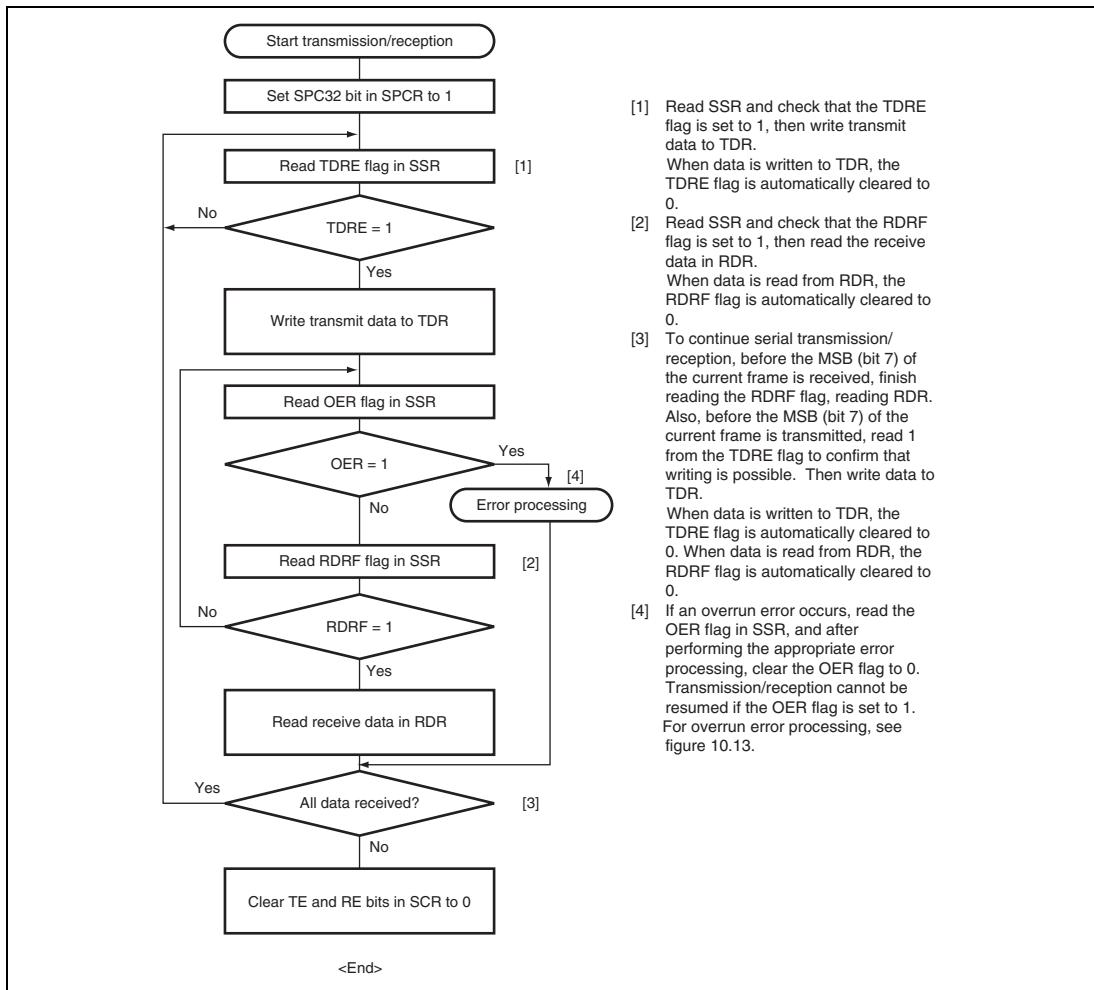 Start transmission/reception
Set SPC32 bit in SPCR to 1
Read TDRE flag in SSR
[1]
No
TDRE = 1
Yes
Write transmit data to TDR
Read OER flag in SSR
Yes
OER = 1
[4]
No
Error processing
Read RDRF flag in SSR
[2]
No
RDRF = 1
Yes
Read receive data in RDR
Yes
All data received?
[3]
No
Clear TE and RE bits in SCR to 0
<End>
[1] Read SSR and check that the TDRE
flag is set to 1, then write transmit
data to TDR.
When data is written to TDR, the
TDRE flag is automatically cleared to
0.
[2] Read SSR and check that the RDRF
flag is set to 1, then read the receive
data in RDR.
When data is read from RDR, the
RDRF flag is automatically cleared to
0.
[3] To continue serial transmission/
reception, before the MSB (bit 7) of
the current frame is received, finish
reading the RDRF flag, reading RDR.
Also, before the MSB (bit 7) of the
current frame is transmitted, read 1
from the TDRE flag to confirm that
writing is possible. Then write data to
TDR.
When data is written to TDR, the
TDRE flag is automatically cleared to
0. When data is read from RDR, the
RDRF flag is automatically cleared to
0.
[4] If an overrun error occurs, read the
OER flag in SSR, and after
performing the appropriate error
processing, clear the OER flag to 0.
Transmission/reception cannot be
resumed if the OER flag is set to 1.
For overrun error processing, see
figure 10.13.